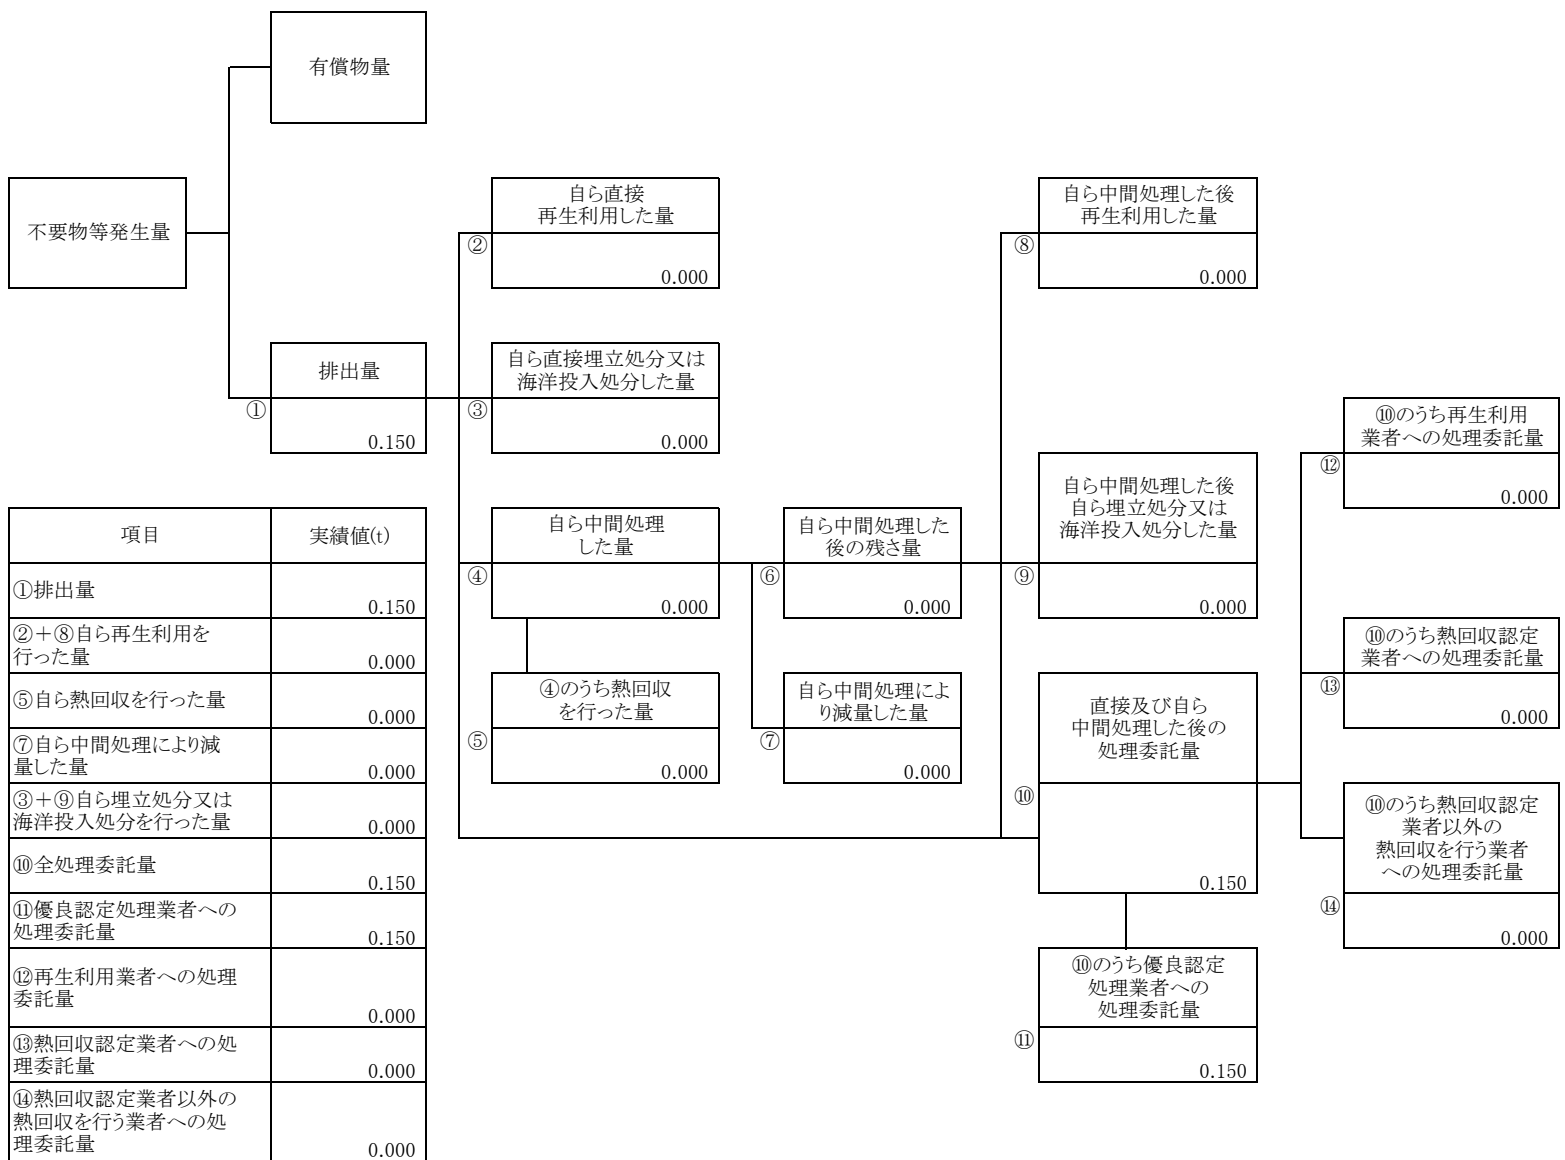 有償物量
不要物等発生量
排出量
①
0.150
自ら直接
再生利用した量
②
0.000
自ら直接埋立処分又は
海洋投入処分した量
③
0.000
自ら中間処理
した量
④
0.000
④のうち熱回収
を行った量
⑤
0.000
自ら中間処理した
後の残さ量
⑥
0.000
自ら中間処理によ
り減量した量
⑦
0.000
自ら中間処理した後
再生利用した量
⑧
0.000
自ら中間処理した後
自ら埋立処分又は
海洋投入処分した量
⑨
0.000
直接及び自ら
中間処理した後の
処理委託量
⑩
0.150
⑩のうち優良認定
処理業者への
処理委託量
⑪
0.150
⑩のうち再生利用
業者への処理委託量
⑫
0.000
⑩のうち熱回収認定
業者への処理委託量
⑬
0.000
⑩のうち熱回収認定
業者以外の
熱回収を行う業者
への処理委託量
⑭
0.000
項目 実績値(t)
①排出量
0.150
②＋⑧自ら再生利用を
行った量
0.000
⑤自ら熱回収を行った量
0.000
⑦自ら中間処理により減
量した量
0.000
③＋⑨自ら埋立処分又は
海洋投入処分を行った量
0.000
⑩全処理委託量
0.150
⑪優良認定処理業者への
処理委託量
0.150
⑫再生利用業者への処理
委託量
0.000
⑬熱回収認定業者への処
理委託量
0.000
⑭熱回収認定業者以外の
熱回収を行う業者への処
理委託量
0.000